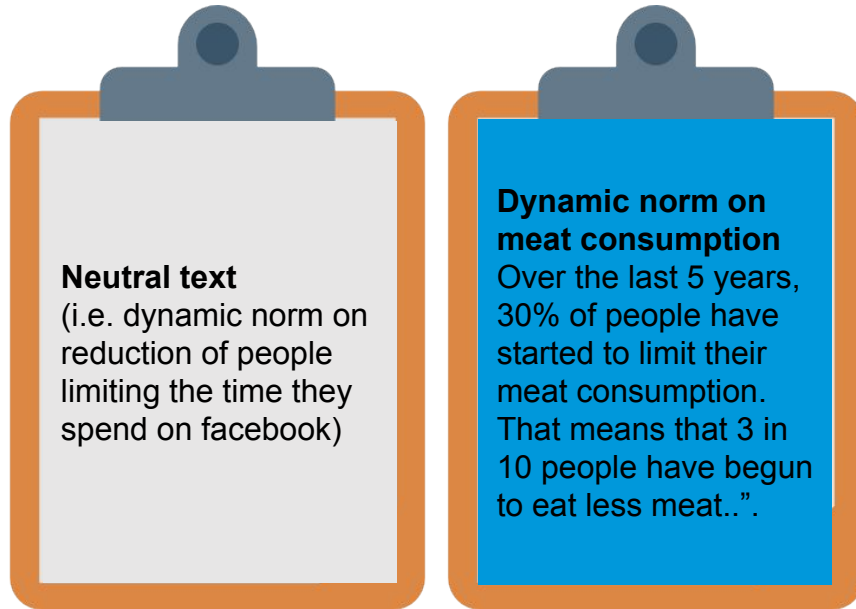 Neutral text
(i.e. dynamic norm on
reduction of people
limiting the time they
spend on facebook)
Dynamic norm on
meat consumption
Over the last 5 years,
30% of people have
started to limit their
meat consumption.
That means that 3 in
10 people have begun
to eat less meat..”.